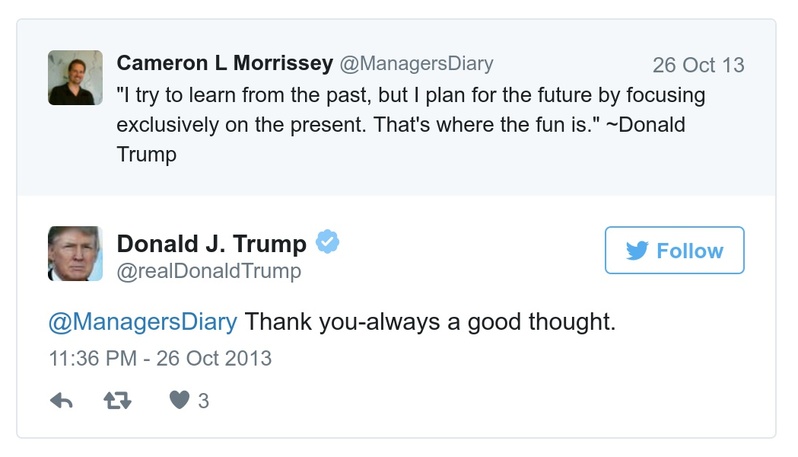 Cameron L Morrissey @ManagersDiary 26 Oct 13
"I try to learn from the past, but I plan for the future by focusing
exclusively on the present. That's where the fun is." ~Donald
Trump
Donald J. Trump
@realDonaldTrump
Follow
@ManagersDiary Thank you-always a good thought.
11:36 PM - 26 Oct 2013
3